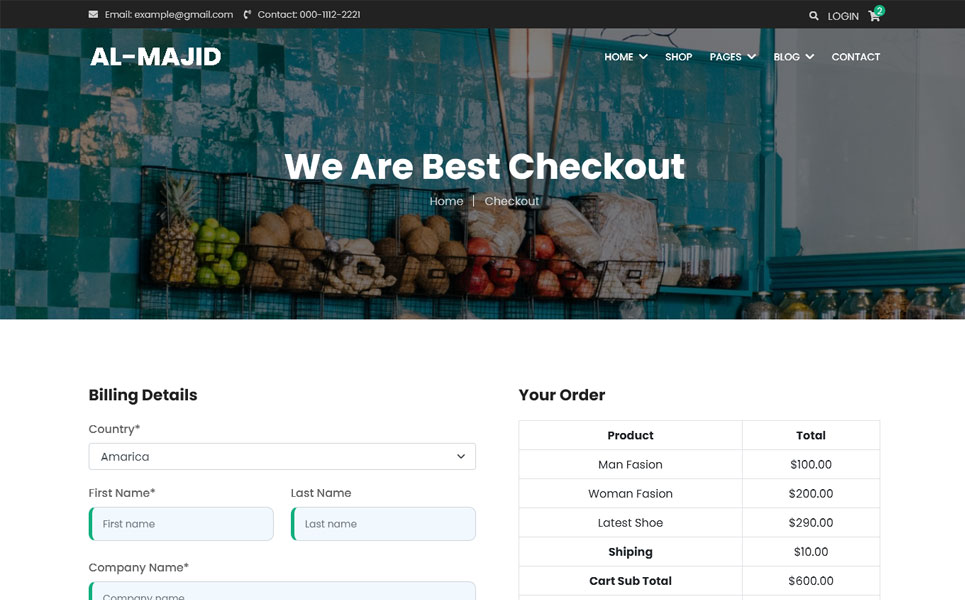 Email: example@gmail.com Contact: 000-1112-2221 LOGIN 2
AL-MAJID HOME SHOP PAGES BLOG CONTACT
We Are Best Checkout
Home | Checkout
Billing Details
Country*
Amarica
First Name* Last Name
First name Last name
Company Name*
Company name
Your Order
Product Total
Man Fasion $100.00
Woman Fasion $200.00
Latest Shoe $290.00
Shiping $10.00
Cart Sub Total $600.00